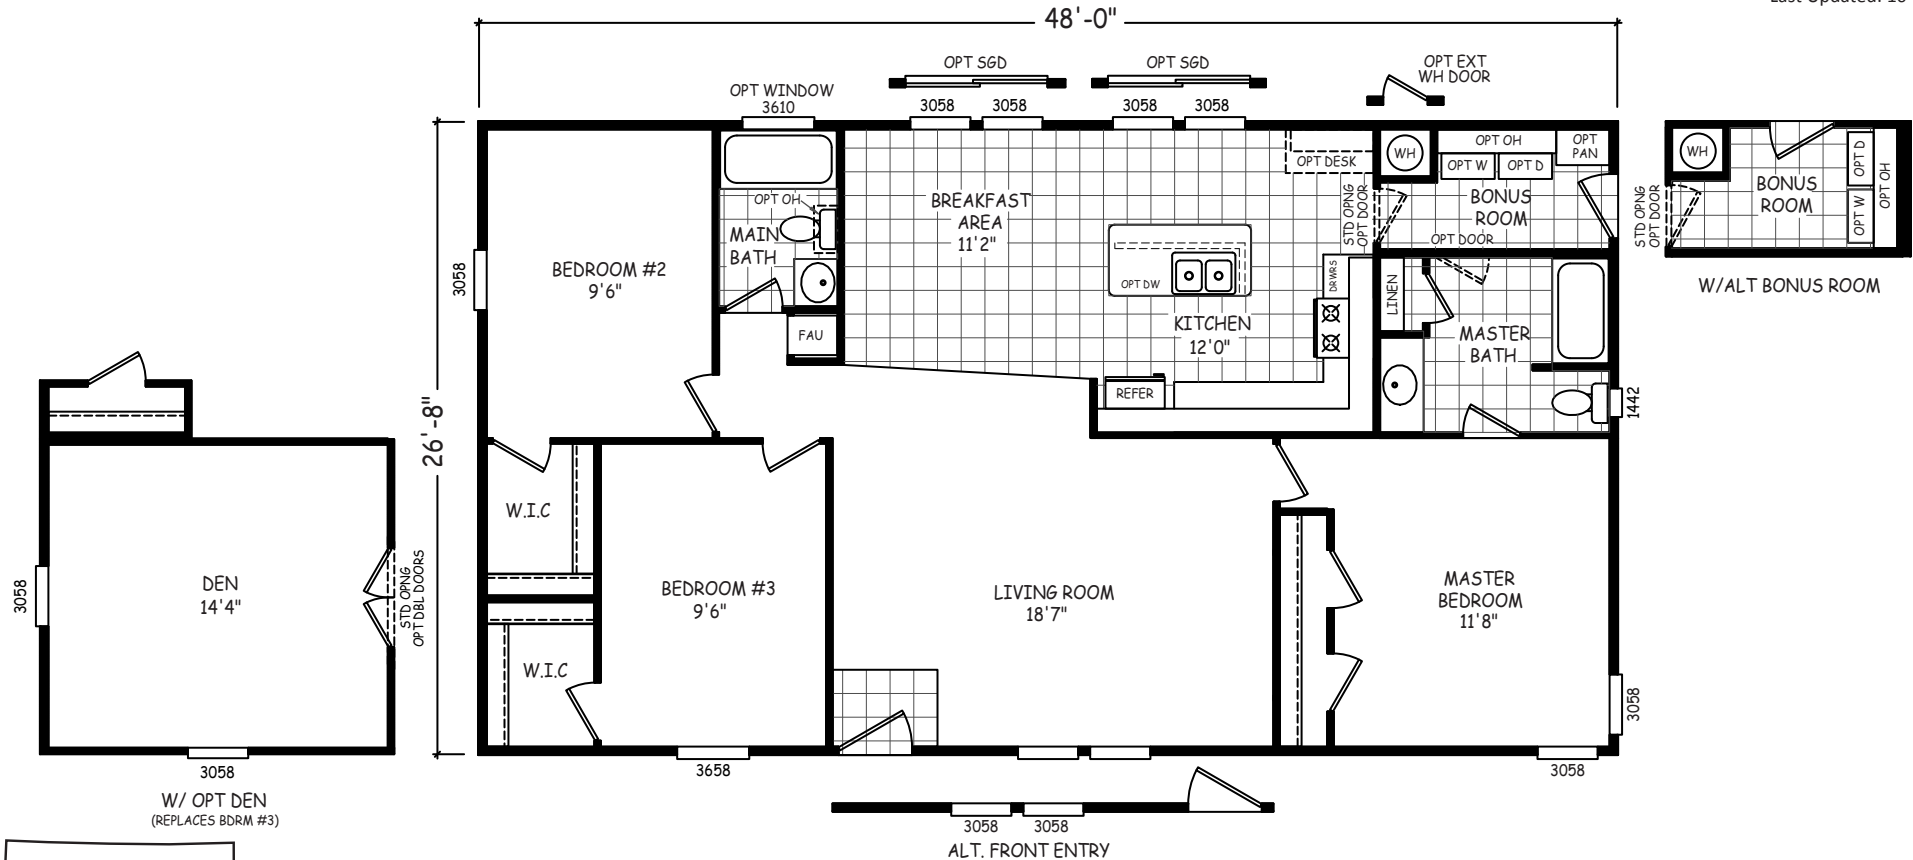 Last Updated: 10
48'-0"
OPT SGD
OPT SGD
OPT EXT
WH DOOR
OPT WINDOW
3610
3058
3058
3058
3058
OPT DESK
WH
OPT OH
OPT W
OPT D
OPT
PAN
BONUS
ROOM
STD OPNG
OPT DOOR
OPT DOOR
OPT OH
MAIN
BATH
BREAKFAST
AREA
11'2"
BEDROOM #2
9'6"
3058
OPT DW
DRWRS
KITCHEN
12'0"
LINEN
MASTER
BATH
FAU
REFER
1442
26'-8"
WH
BONUS
ROOM
OPT D
OPT W
OPT OH
STD OPNG
OPT DOOR
W/ALT BONUS ROOM
W.I.C
BEDROOM #3
9'6"
LIVING ROOM
18'7"
MASTER
BEDROOM
11'8"
W.I.C
3058
3658
3058
DEN
14'4"
3058
STD OPNG
OPT DBL DOORS
3058
W/ OPT DEN
(REPLACES BDRM #3)
3058
3058
ALT. FRONT ENTRY